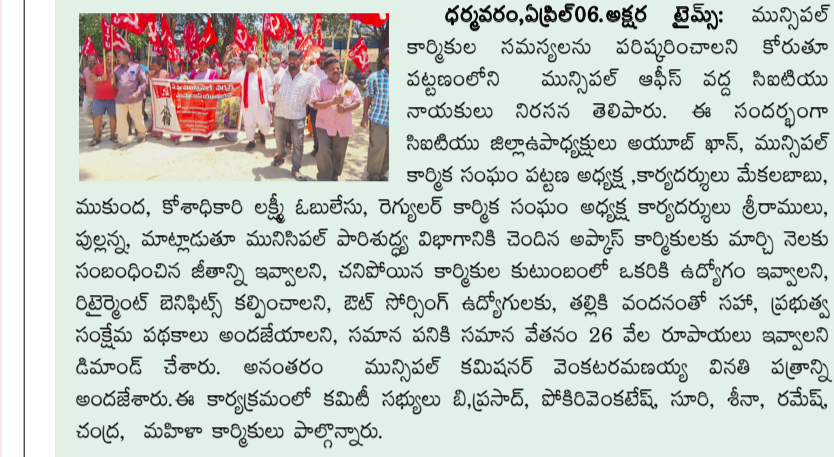 ధర్మవరం,ఏప్రిల్06.అక్షర టైమ్స్: మున్సిపల్
కార్మికుల సమస్యలను పరిష్కరించాలని కోరుతూ
పట్టణంలోని మున్సిపల్ ఆఫీస్ వద్ద సిఐటియు
నాయకులు నిరసన తెలిపారు. ఈ సందర్భంగా
సిఐటియు జిల్లాఉపాధ్యక్షులు అయూబ్ ఖాన్, మున్సిపల్
కార్మిక సంఘం పట్టణ అధ్యక్ష ,కార్యదర్శులు మేకలబాబు,
ముకుంద, కోశాధికారి లక్ష్మీ ఓబులేసు, రెగ్యులర్ కార్మిక సంఘం అధ్యక్ష కార్యదర్శులు శ్రీరాములు,
పుల్లన్న, మాట్లాడుతూ మునిసిపల్ పారిశుద్ధ్య విభాగానికి చెందిన అప్కాస్ కార్మికులకు మార్చి నెలకు
సంబంధించిన జీతాన్ని ఇవ్వాలని, చనిపోయిన కార్మికుల కుటుంబంలో ఒకరికి ఉద్యోగం ఇవ్వాలని,
రిటైర్మెంట్ బెనిఫిట్స్ కల్పించాలని, ఔట్ సోర్సింగ్ ఉద్యోగులకు, తల్లికి వందనంతో సహా, ప్రభుత్వ
సంక్షేమ పథకాలు అందజేయాలని, సమాన పనికి సమాన వేతనం 26 వేల రూపాయలు ఇవ్వాలని
డిమాండ్ చేశారు. అనంతరం మున్సిపల్ కమిషనర్ వెంకటరమణయ్య వినతి పత్రాన్ని
అందజేశారు.ఈ కార్యక్రమంలో కమిటీ సభ్యులు బి,ప్రసాద్, పోకిరివెంకటేష్, సూరి, శీనా, రమేష్,
చంద్ర, మహిళా కార్మికులు పాల్గొన్నారు.